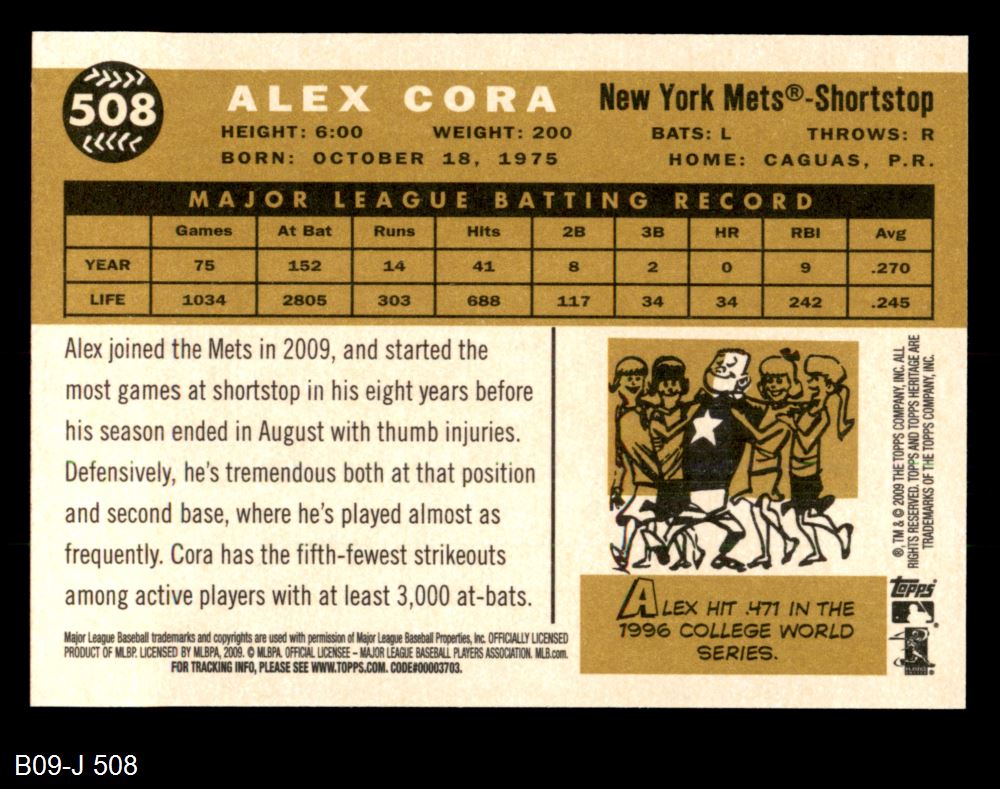 508
ALEX CORA
New York Mets®-Shortstop
HEIGHT: 6:00 WEIGHT: 200 BATS: L THROWS: R
BORN: OCTOBER 18, 1975 HOME: CAGUAS, P.R.
MAJOR LEAGUE BATTING RECORD
Games At Bat Runs Hits 2B 3B HR RBI Avg
YEAR 75 152 14 41 8 2 0 9 .270
LIFE 1034 2805 303 688 117 34 34 242 .245
Alex joined the Mets in 2009, and started the
most games at shortstop in his eight years before
his season ended in August with thumb injuries.
Defensively, he's tremendous both at that position
and second base, where he's played almost as
frequently. Cora has the fifth-fewest strikeouts
among active players with at least 3,000 at-bats.
Major League Baseball trademarks and copyrights are used with permission of Major League Baseball Properties, Inc. OFFICIALLY LICENSED
PRODUCT OF MLBP. LICENSED BY MLBPA, 2009. © MLBPA. OFFICIAL LICENSEE – MAJOR LEAGUE BASEBALL PLAYERS ASSOCIATION. MLB.com.
FOR TRACKING INFO, PLEASE SEE WWW.TOPPS.COM. CODE#00003703.
ALEX HIT .471 IN THE
1996 COLLEGE WORLD
SERIES.
®, TM & © 2009 THE TOPPS COMPANY, INC. ALL
RIGHTS RESERVED. TOPPS AND TOPPS HERITAGE ARE
TRADEMARKS OF THE TOPPS COMPANY, INC.
topps
B09-J 508